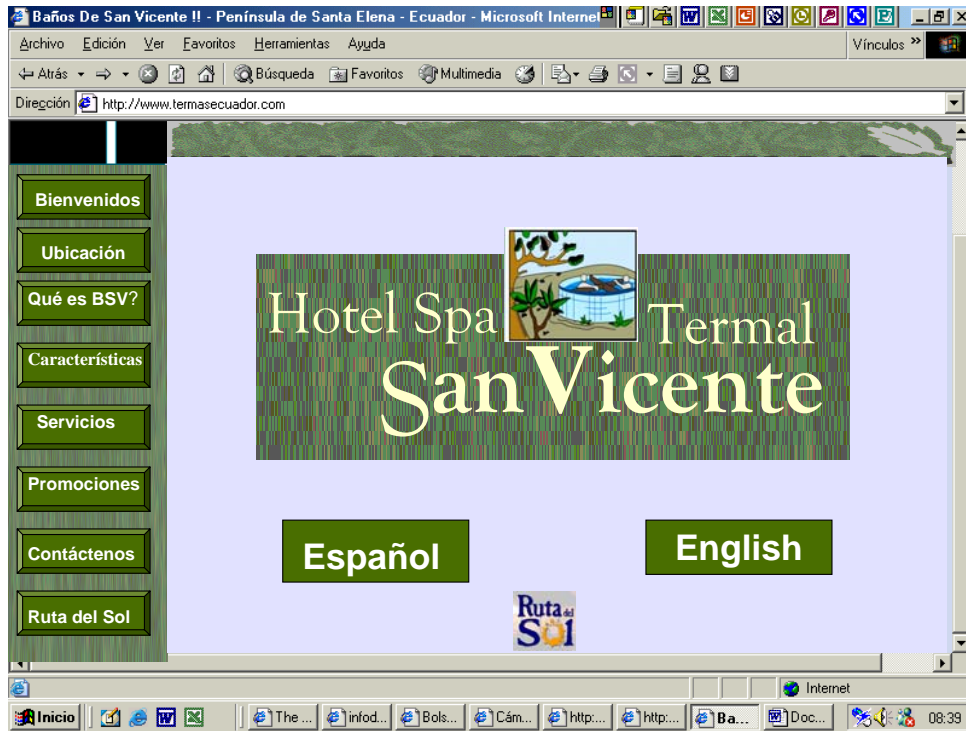 Baños De San Vicente !! - Península de Santa Elena - Ecuador - Microsoft Internet
Archivo Edición Ver Favoritos Herramientas Ayuda Vínculos »
Atrás Búsqueda Favoritos Multimedia
Dirección http://www.termasecuador.com
Bienvenidos
Ubicación
Qué es BSV?
Características
Servicios
Promociones
Contáctenos
Ruta del Sol
Hotel Spa Termal
San Vicente
Español English
Ruta del
Sol
Internet
Inicio The ... infod... Bols... Cám... http:... http:... Ba... Doc... 08:39